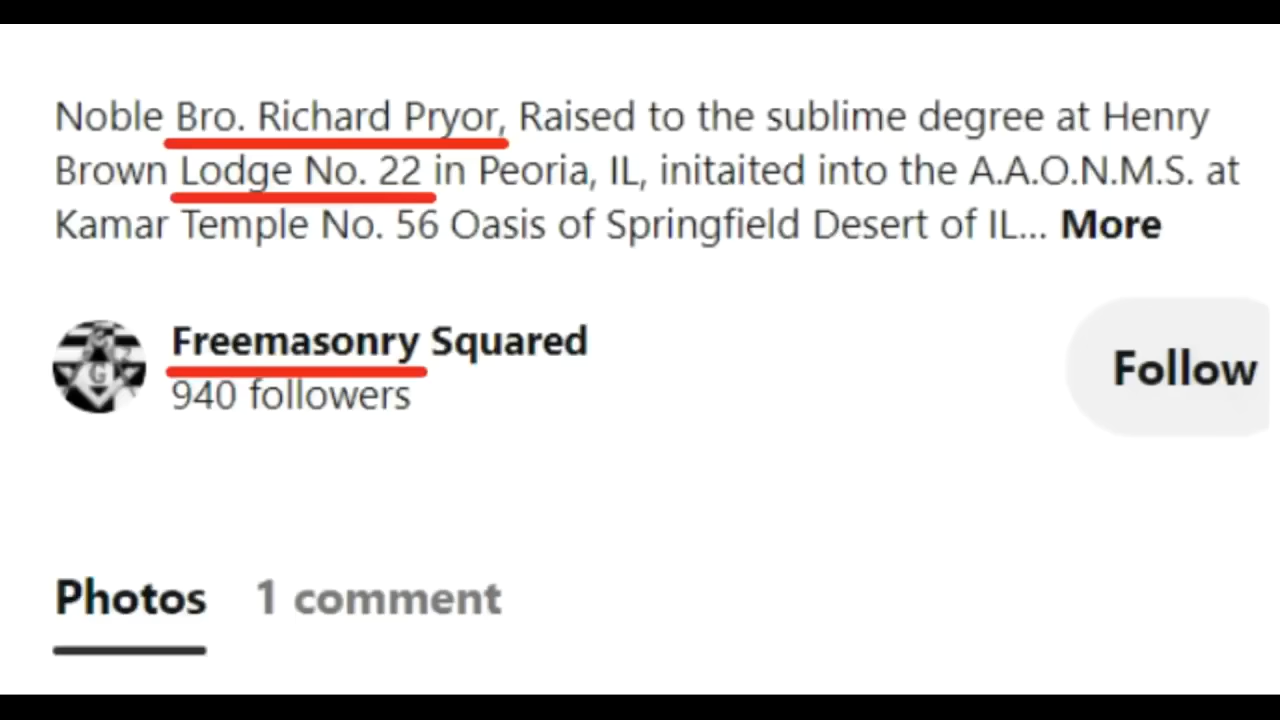 Noble Bro. Richard Pryor, Raised to the sublime degree at Henry
Brown Lodge No. 22 in Peoria, IL, initaited into the A.A.O.N.M.S. at
Kamar Temple No. 56 Oasis of Springfield Desert of IL... More
Freemasonry Squared
940 followers
Follow
Photos 1 comment